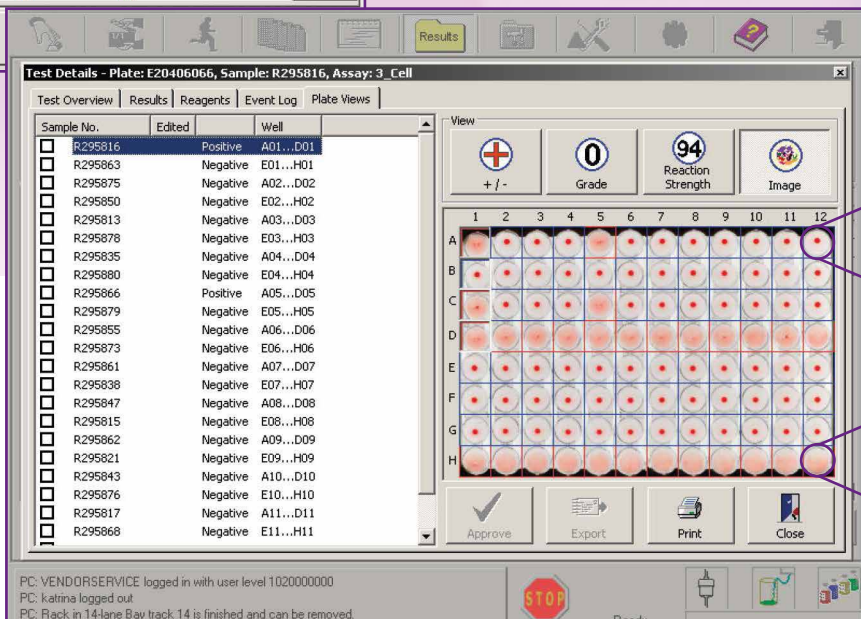 Results
Test Details - Plate: E20406066, Sample: R295816, Assay: 3_Cell
Test Overview Results Reagents Event Log Plate Views
Sample No. Edited Well
R295816 Positive A01...D01
R295863 Negative E01...H01
R295875 Negative A02...D02
R295850 Negative E02...H02
R295813 Negative A03...D03
R295878 Negative E03...H03
R295835 Negative A04...D04
R295880 Negative E04...H04
R295866 Positive A05...D05
R295879 Negative E05...H05
R295855 Negative A06...D06
R295873 Negative E06...H06
R295861 Negative A07...D07
R295838 Negative E07...H07
R295847 Negative A08...D08
R295815 Negative E08...H08
R295862 Negative A09...D09
R295821 Negative E09...H09
R295843 Negative A10...D10
R295876 Negative E10...H10
R295817 Negative A11...D11
R295868 Negative E11...H11
View
+ / -
0
Grade
94
Reaction
Strength
Image
1 2 3 4 5 6 7 8 9 10 11 12
A
B
C
D
E
F
G
H
Approve Export Print Close
PC: VENDORSERVICE logged in with user level 1020000000
PC: katrina logged out
PC: Rack in 14-lane Bay track 14 is finished and can be removed.
STOP
Ready